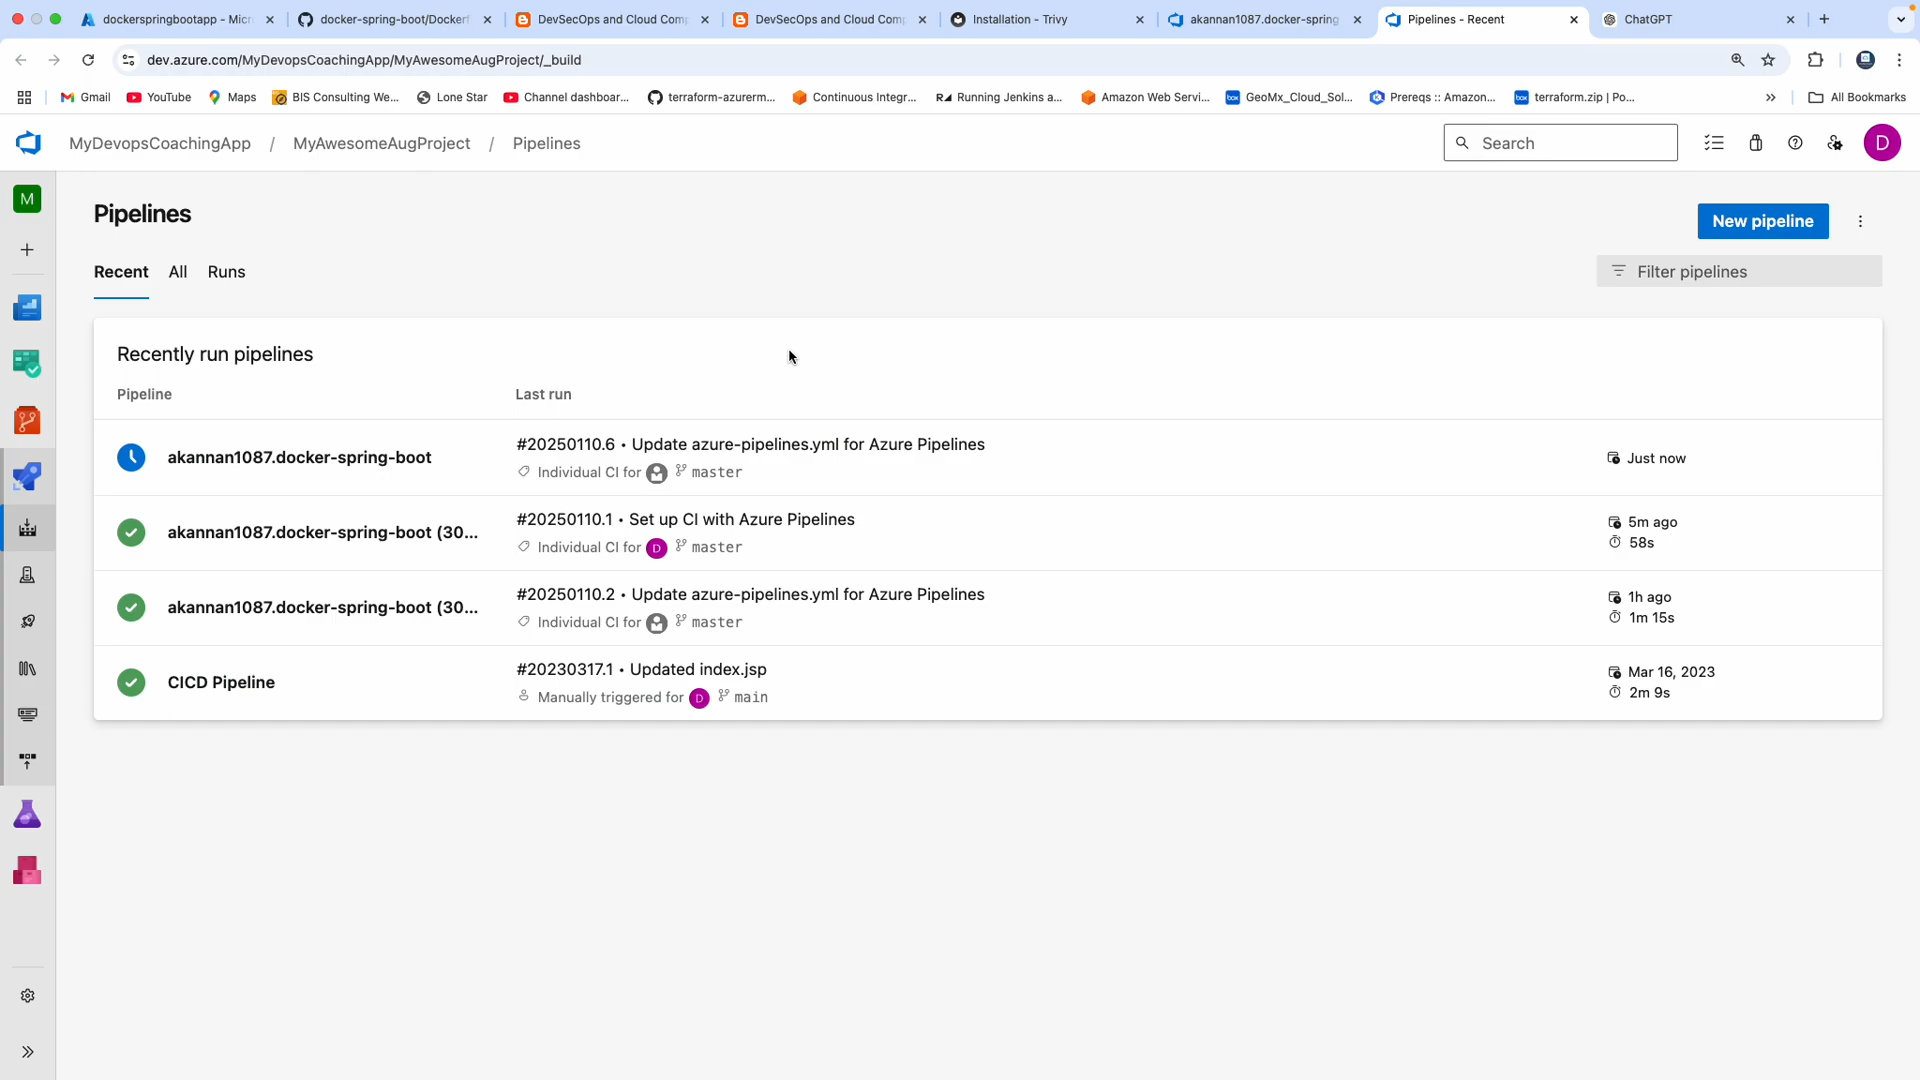 dockerspringbootapp - Micr
docker-spring-boot/Dockerf
DevSecOps and Cloud Comp
DevSecOps and Cloud Comp
Installation - Trivy
akannan1087.docker-spring
Pipelines - Recent
ChatGPT
dev.azure.com/MyDevopsCoachingApp/MyAwesomeAugProject/_build
Gmail
YouTube
Maps
BIS Consulting We...
Lone Star
Channel dashboar...
terraform-azurerm...
Continuous Integr...
Running Jenkins a...
Amazon Web Servi...
GeoMx_Cloud_Sol...
Prereqs :: Amazon...
terraform.zip | Po...
All Bookmarks
MyDevopsCoachingApp / MyAwesomeAugProject / Pipelines
Search
D
M
Pipelines
New pipeline
Recent All Runs
Filter pipelines
Recently run pipelines
Pipeline Last run
akannan1087.docker-spring-boot
#20250110.6 • Update azure-pipelines.yml for Azure Pipelines
Individual CI for master
Just now
akannan1087.docker-spring-boot (30...
#20250110.1 • Set up CI with Azure Pipelines
Individual CI for D master
5m ago
58s
akannan1087.docker-spring-boot (30...
#20250110.2 • Update azure-pipelines.yml for Azure Pipelines
Individual CI for master
1h ago
1m 15s
CICD Pipeline
#20230317.1 • Updated index.jsp
Manually triggered for D main
Mar 16, 2023
2m 9s